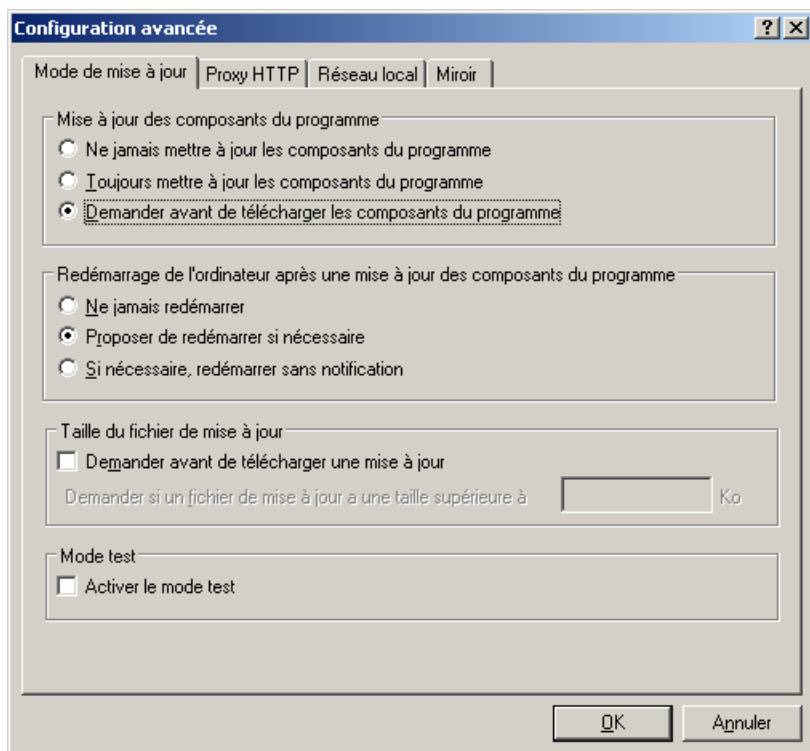 Configuration avancée
Mode de mise à jour Proxy HTTP Réseau local Miroir
Mise à jour des composants du programme
Ne jamais mettre à jour les composants du programme
Toujours mettre à jour les composants du programme
Demander avant de télécharger les composants du programme
Redémarrage de l'ordinateur après une mise à jour des composants du programme
Ne jamais redémarrer
Proposer de redémarrer si nécessaire
Si nécessaire, redémarrer sans notification
Taille du fichier de mise à jour
Demander avant de télécharger une mise à jour
Demander si un fichier de mise à jour a une taille supérieure à Ko
Mode test
Activer le mode test
OK Annuler